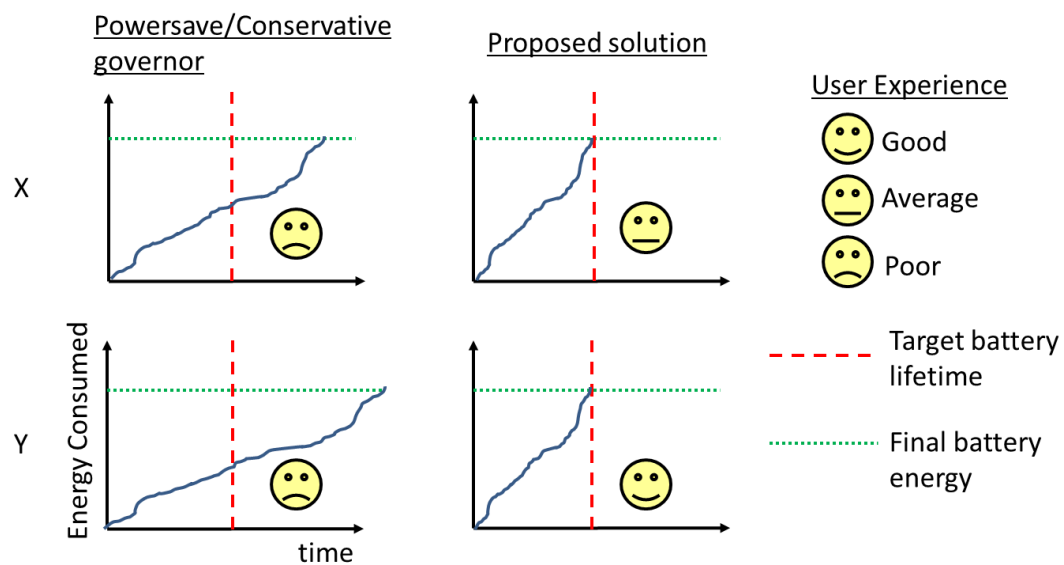 Powersave/Conservative
governor
Proposed solution
User Experience
Good
Average
Poor
X
Y
Energy Consumed
time
Target battery
lifetime
Final battery
energy